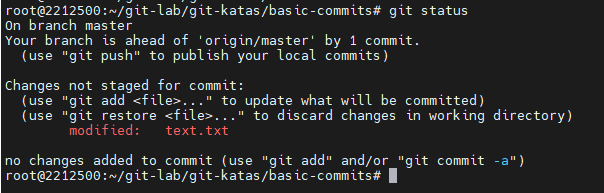 root@2212500:~/git-lab/git-katas/basic-commits# git status
On branch master
Your branch is ahead of 'origin/master' by 1 commit.
  (use "git push" to publish your local commits)

Changes not staged for commit:
  (use "git add <file>..." to update what will be committed)
  (use "git restore <file>..." to discard changes in working directory)
        modified:   text.txt

no changes added to commit (use "git add" and/or "git commit -a")
root@2212500:~/git-lab/git-katas/basic-commits#